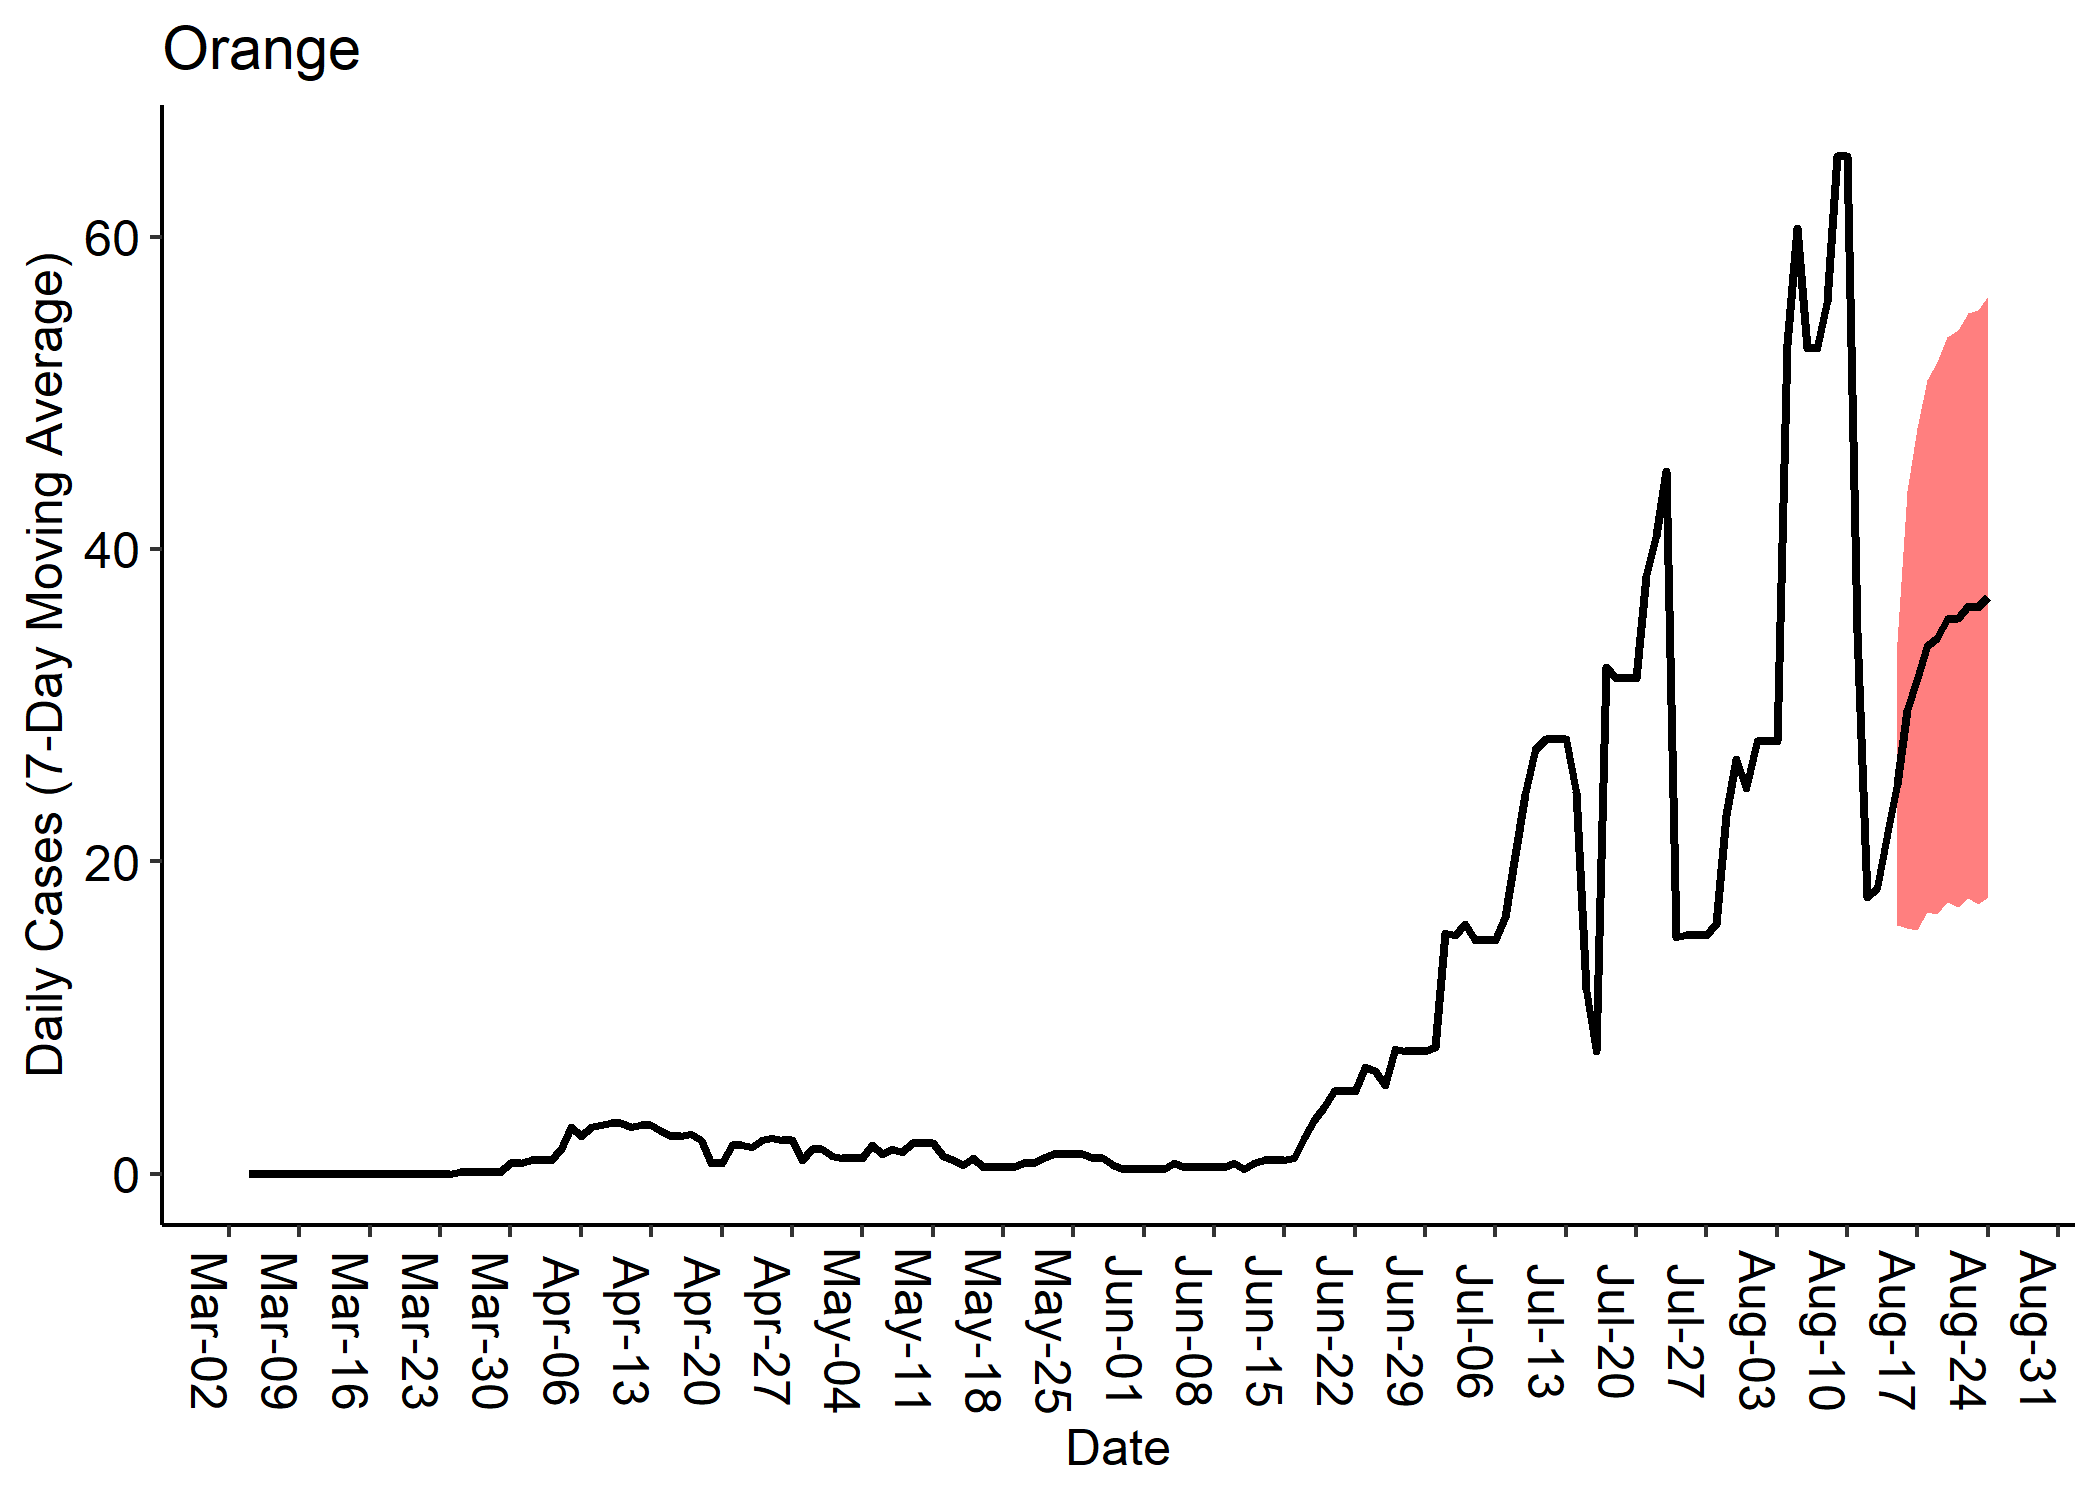 Orange
Daily Cases (7-Day Moving Average)
60
40
20
0
Mar-02
Mar-09
Mar-16
Mar-23
Mar-30
Apr-06
Apr-13
Apr-20
Apr-27
May-04
May-11
May-18
May-25
Jun-01
Jun-08
Jun-15
Jun-22
Jun-29
Jul-06
Jul-13
Jul-20
Jul-27
Aug-03
Aug-10
Aug-17
Aug-24
Aug-31
Date